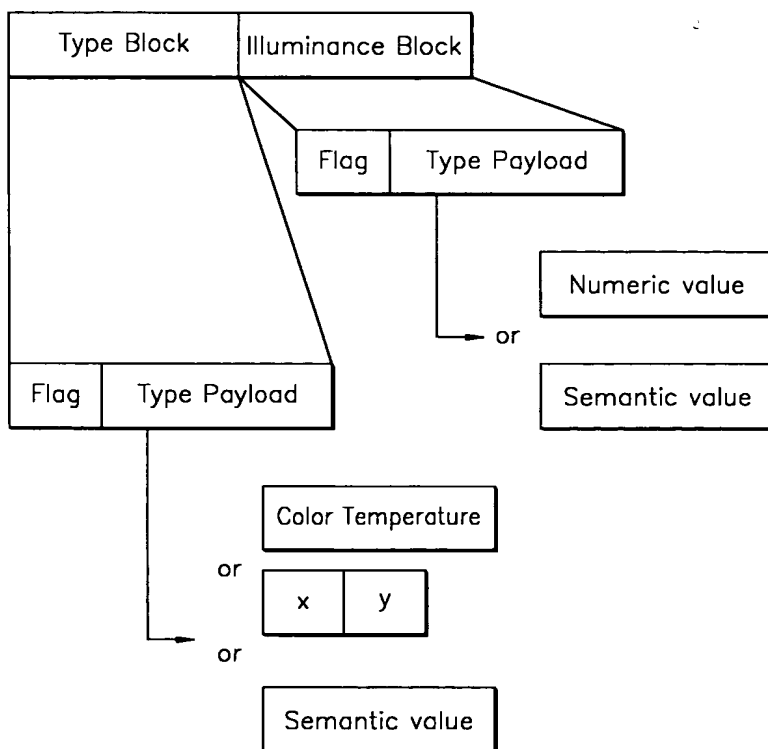 Type Block Illuminance Block
Flag Type Payload
Numeric value
or
Semantic value
Flag Type Payload
Color Temperature
or
x y
or
Semantic value